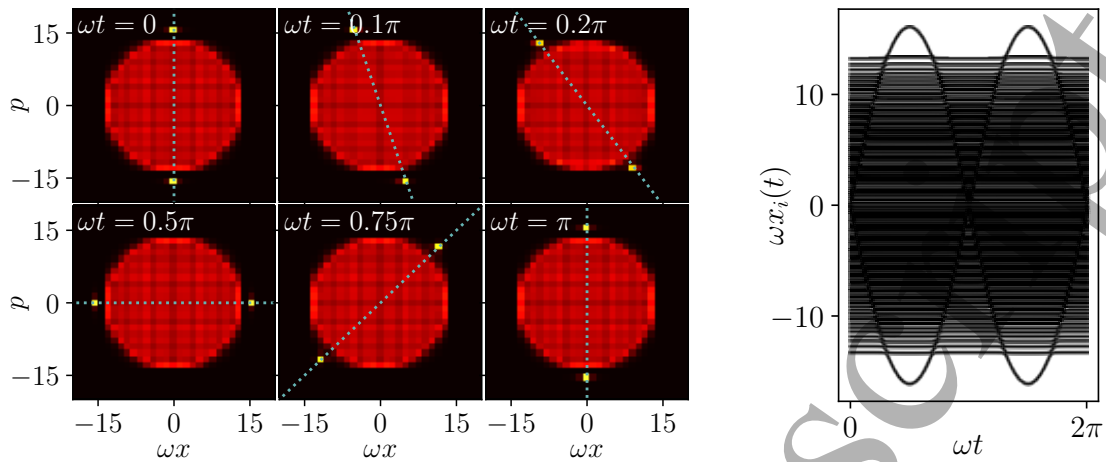 ωt = 0
ωt = 0.1π
ωt = 0.2π
15
0
−15
p
ωt = 0.5π
ωt = 0.75π
ωt = π
15
0
−15
p
−15 0 15
−15 0 15
−15 0 15
ωx
ωx
ωx
10
0
−10
ωxᵢ(t)
0 2π
ωt